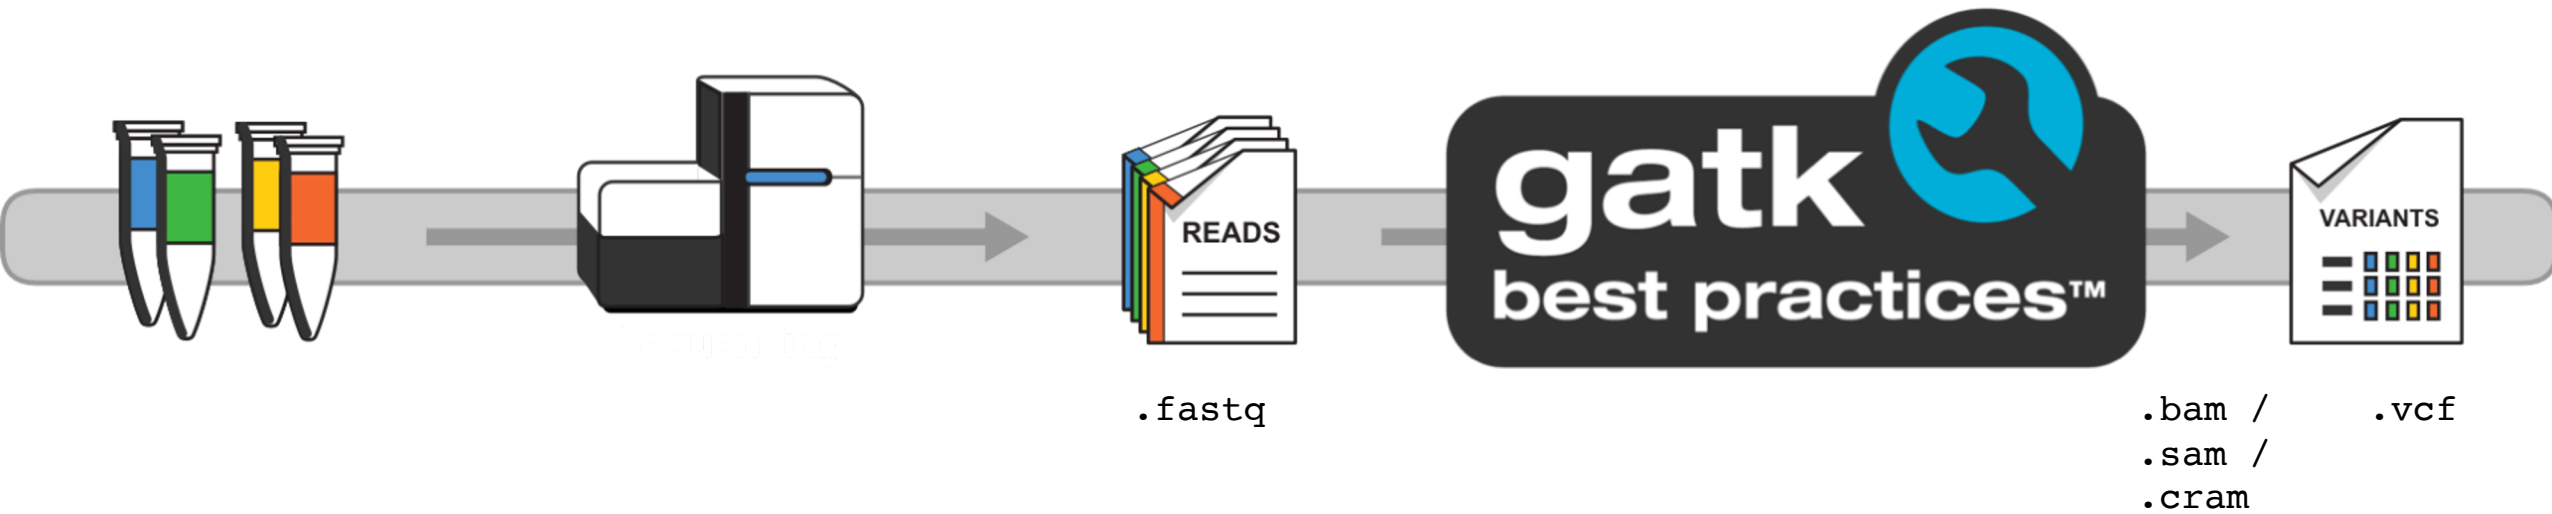 READS
gatk
best practices™
VARIANTS
.fastq
.bam /
.sam /
.cram
.vcf